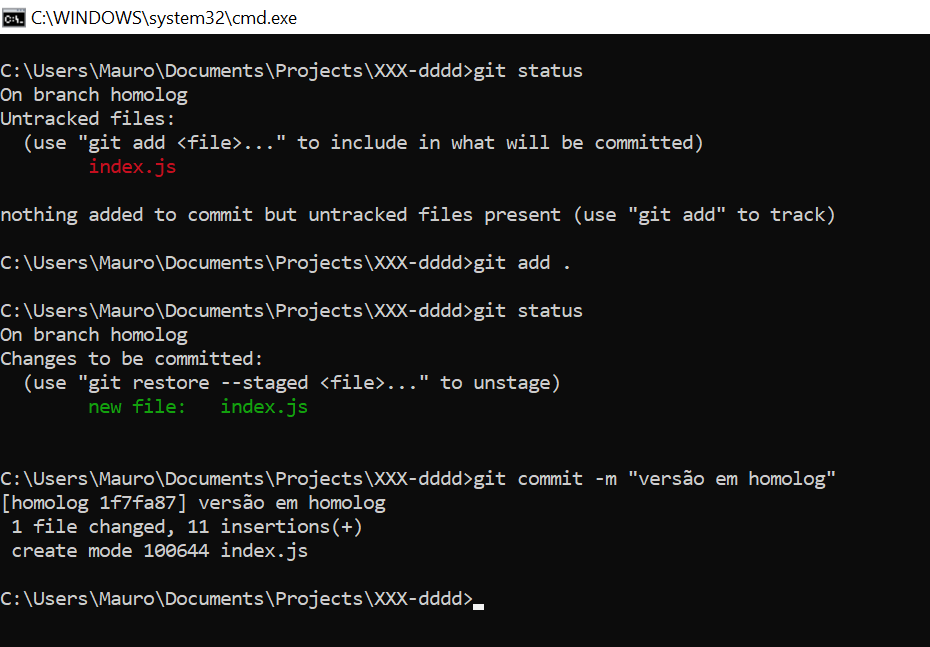 C:\WINDOWS\system32\cmd.exe
C:\Users\Mauro\Documents\Projects\XXX-dddd>git status
On branch homolog
Untracked files:
  (use "git add <file>..." to include in what will be committed)
        index.js
nothing added to commit but untracked files present (use "git add" to track)
C:\Users\Mauro\Documents\Projects\XXX-dddd>git add .
C:\Users\Mauro\Documents\Projects\XXX-dddd>git status
On branch homolog
Changes to be committed:
  (use "git restore --staged <file>..." to unstage)
        new file:   index.js
C:\Users\Mauro\Documents\Projects\XXX-dddd>git commit -m "versão em homolog"
[homolog 1f7fa87] versão em homolog
 1 file changed, 11 insertions(+)
 create mode 100644 index.js
C:\Users\Mauro\Documents\Projects\XXX-dddd>